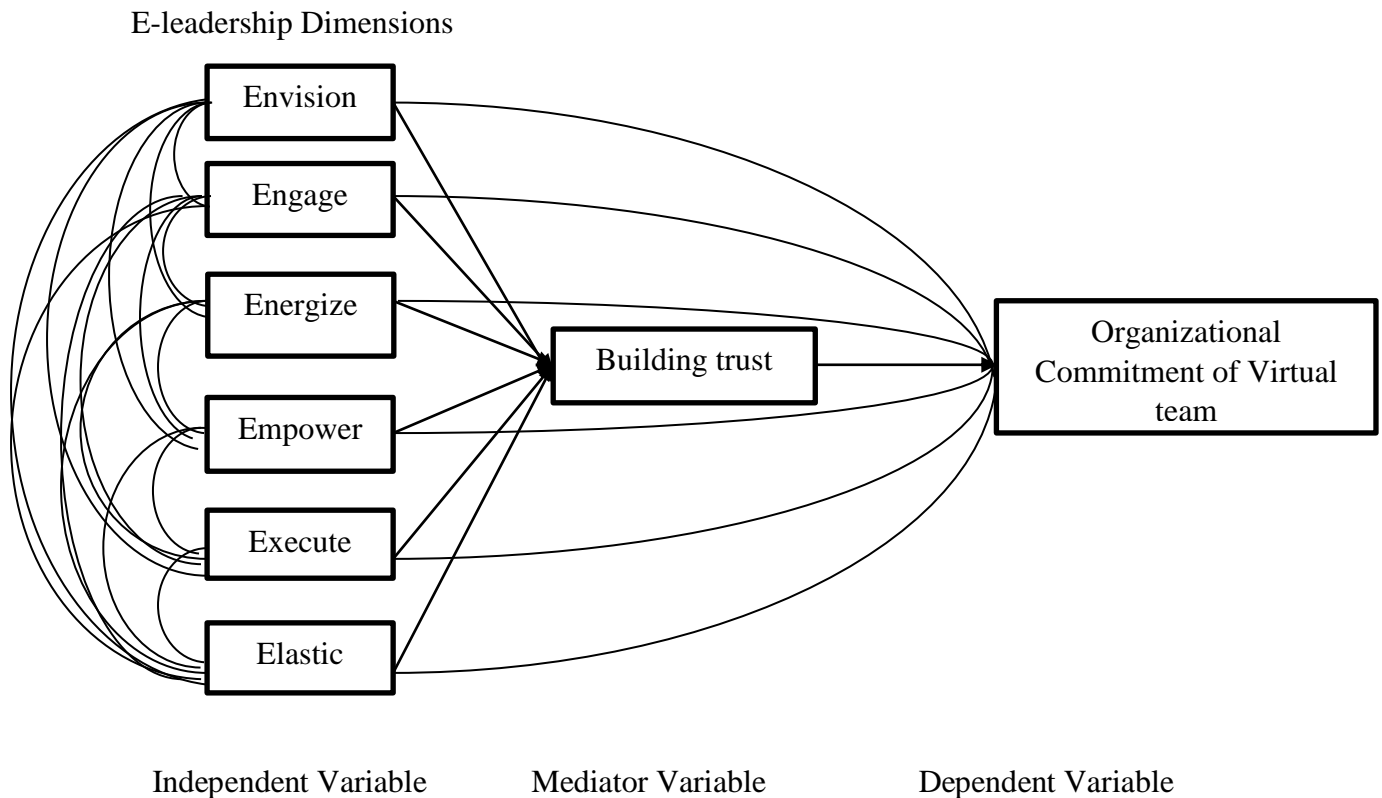 E-leadership Dimensions
Envision
Engage
Energize
Empower
Execute
Elastic
Building trust
Organizational
Commitment of Virtual
team
Independent Variable
Mediator Variable
Dependent Variable